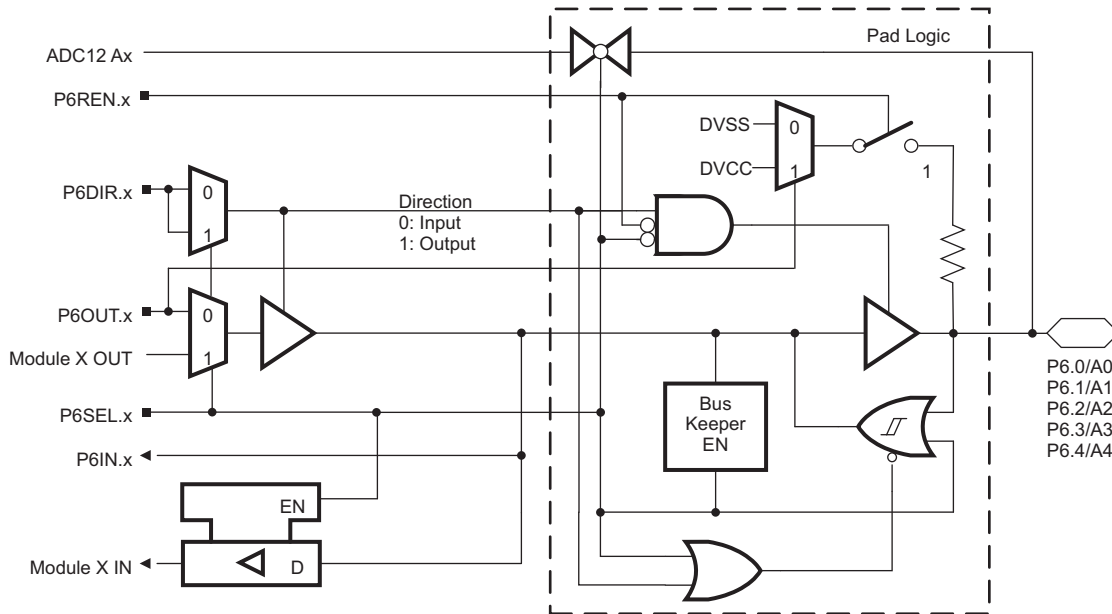 Pad Logic
ADC12 Ax
P6REN.x
DVSS
0
DVCC
1
1
P6DIR.x
0
1
Direction
0: Input
1: Output
P6OUT.x
0
Module X OUT
1
P6.0/A0
P6.1/A1
P6.2/A2
P6.3/A3
P6.4/A4
P6SEL.x
Bus
Keeper
EN
P6IN.x
EN
Module X IN
D